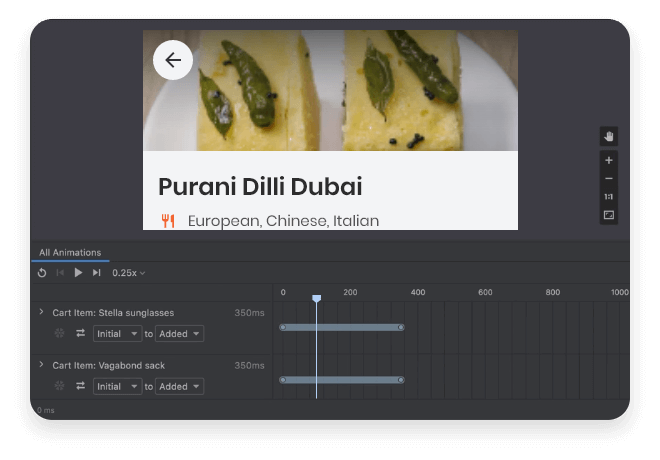 Purani Dilli Dubai
European, Chinese, Italian
1:1
All Animations
0.25x
0 200 400 600 800 1000
Cart Item: Stella sunglasses 350ms
Initial to Added
Cart Item: Vagabond sack 350ms
Initial to Added
0 ms